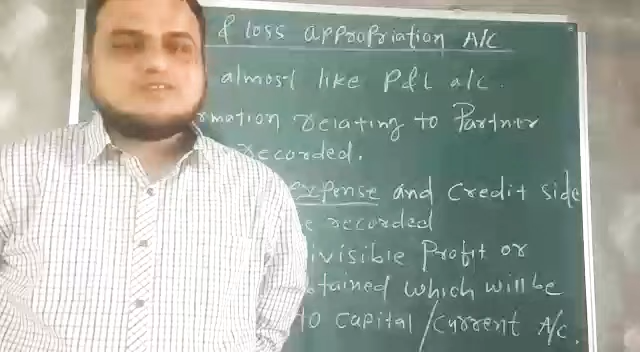 & loss appropriation A/C
almost like P&L a/c.
rmation relating to Partner
recorded.
expense and Credit side
e recorded
ivisible Profit or
tained which will be
to capital/Current A/C.